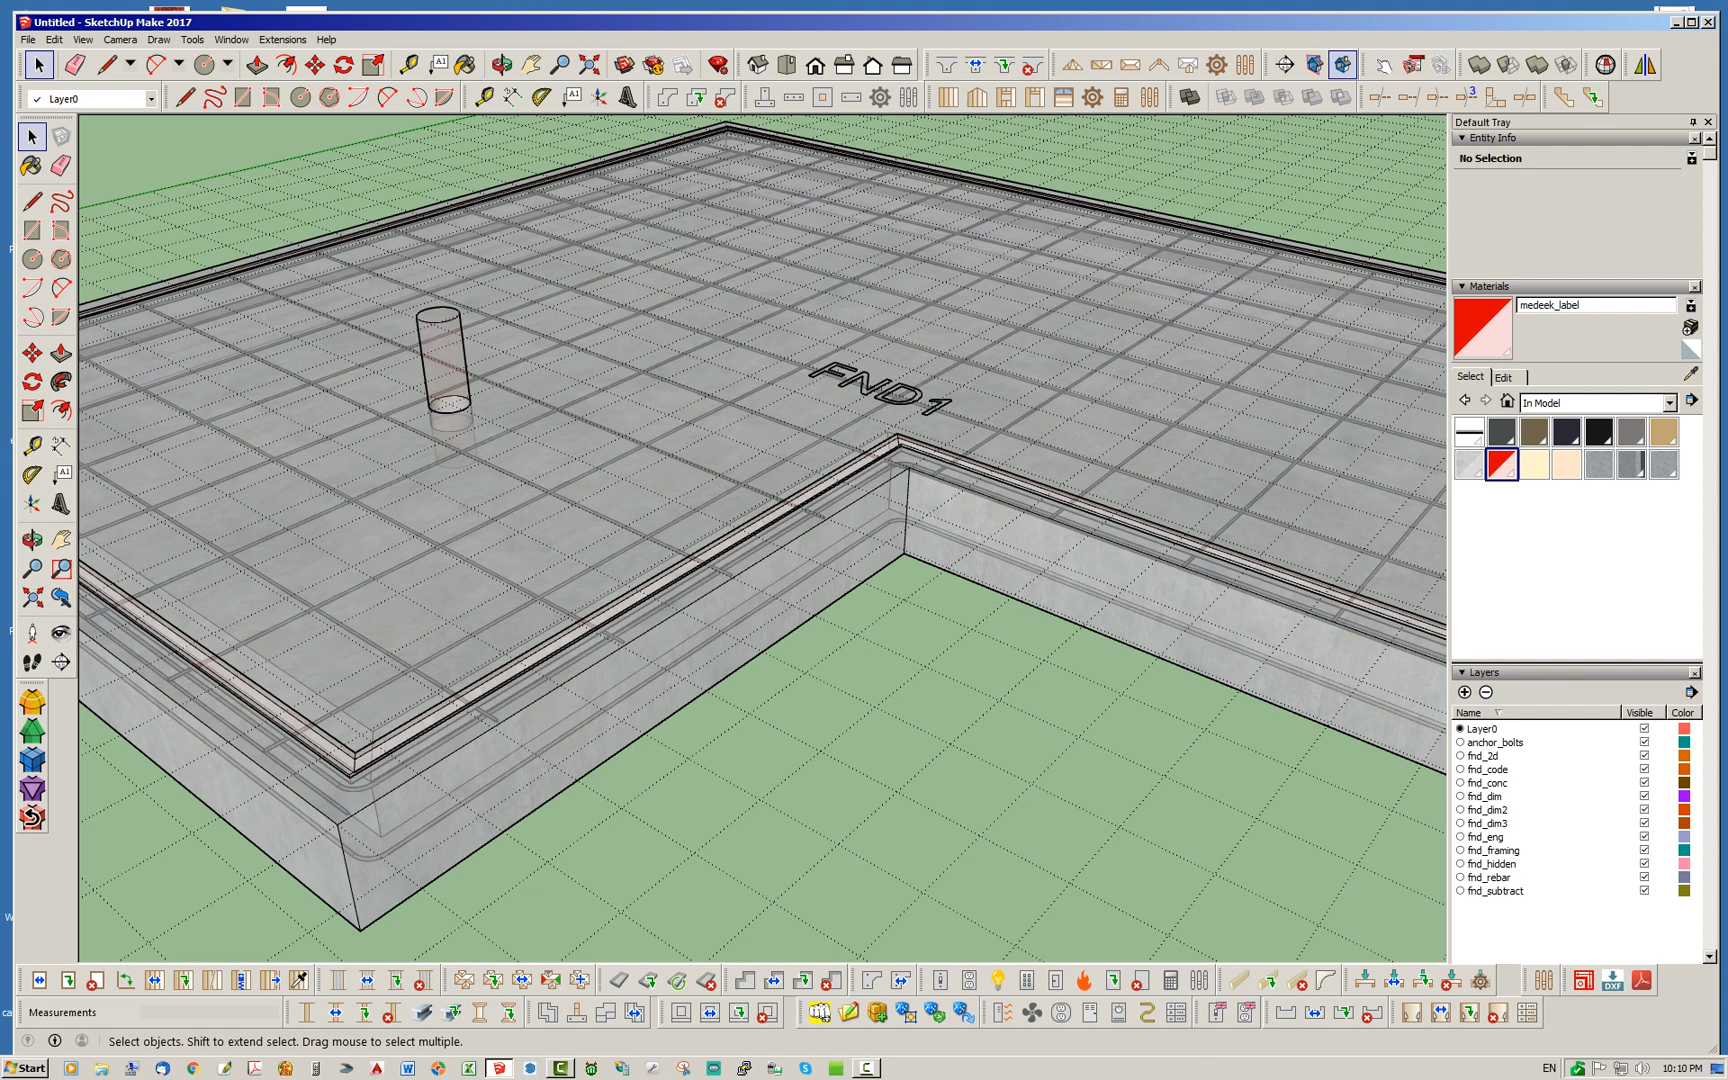 Untitled - SketchUp Make 2017
File Edit View Camera Draw Tools Window Extensions Help
Layer0
Default Tray
Entity Info
No Selection
Materials
medeek_label
Select Edit
In Model
FND1
Layers
Name Visible Color
Layer0
anchor_bolts
fnd_2d
fnd_code
fnd_conc
fnd_dim
fnd_dim2
fnd_dim3
fnd_eng
fnd_framing
fnd_hidden
fnd_rebar
fnd_subtract
Measurements
Select objects. Shift to extend select. Drag mouse to select multiple.
Start
EN
10:10 PM